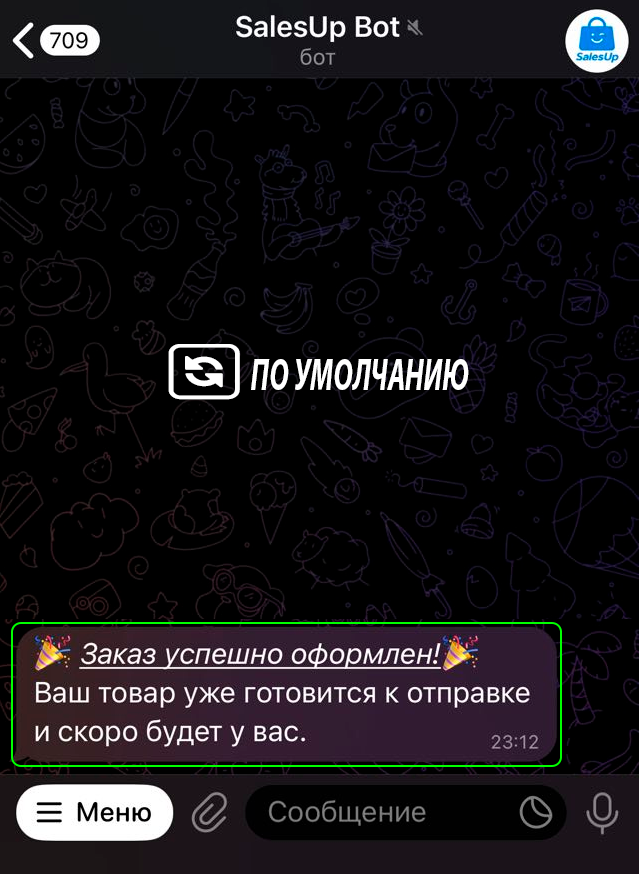 709
SalesUp Bot
бот
SalesUp
ПО УМОЛЧАНИЮ
🎉 Заказ успешно оформлен!🎉
Ваш товар уже готовится к отправке
и скоро будет у вас.
23:12
Меню
Сообщение